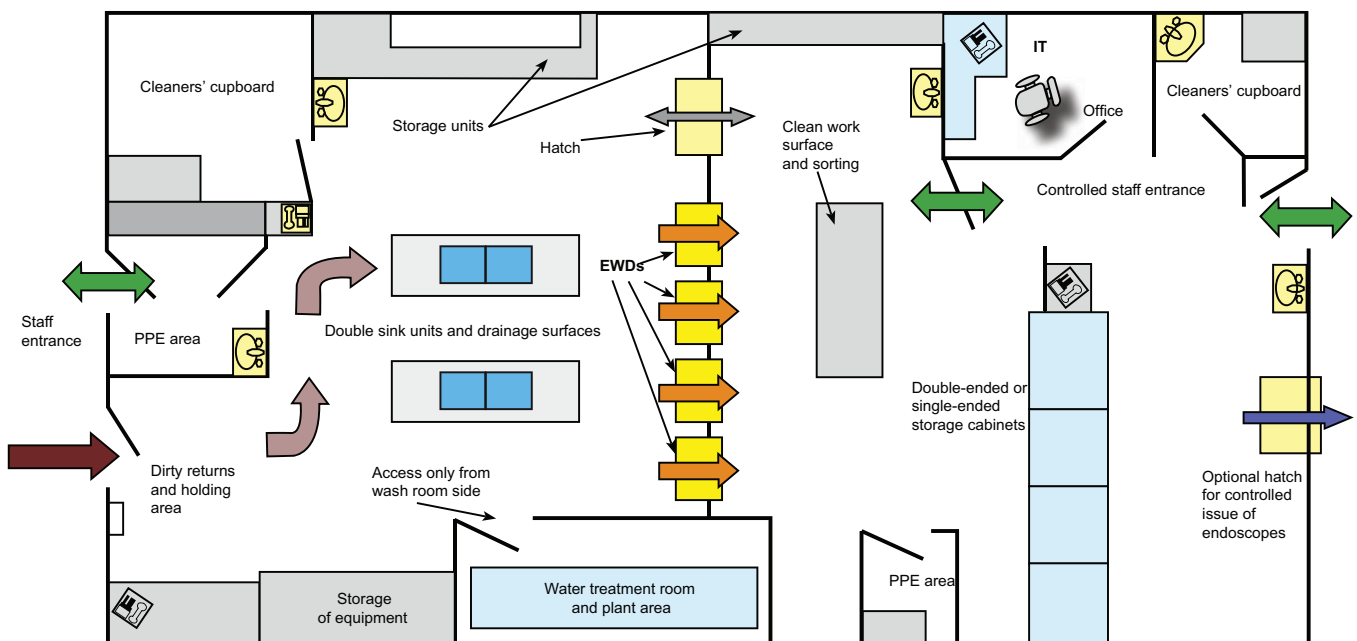 Cleaners’ cupboard
Storage units
Hatch
Clean work
surface
and sorting
IT
Office
Cleaners’ cupboard
Controlled staff entrance
Staff
entrance
PPE area
Double sink units and drainage surfaces
EWDs
Double-ended or
single-ended
storage cabinets
Dirty returns
and holding
area
Access only from
wash room side
Optional hatch
for controlled
issue of
endoscopes
Storage
of equipment
Water treatment room
and plant area
PPE area